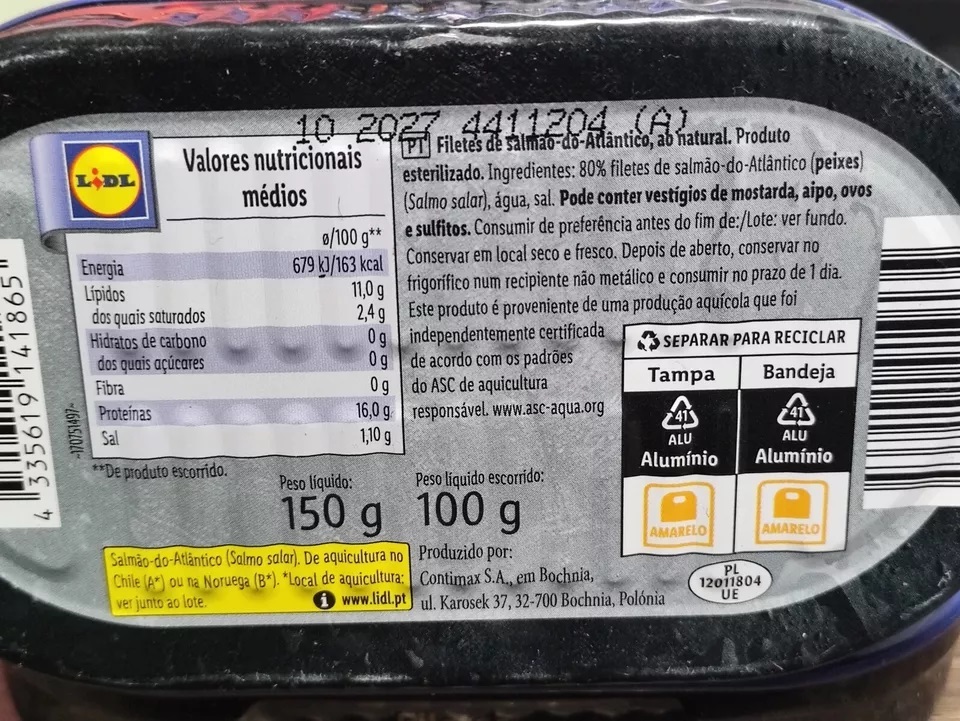 10 2027 4411204 (A)
LIDL
Valores nutricionais
médios
ø/100 g**
Energia 679 kJ/163 kcal
Lípidos 11,0 g
dos quais saturados 2,4 g
Hidratos de carbono 0 g
dos quais açúcares 0 g
Fibra 0 g
Proteínas 16,0 g
Sal 1,10 g
**De produto escorrido.
PT Filetes de salmão-do-Atlântico, ao natural. Produto
esterilizado. Ingredientes: 80% filetes de salmão-do-Atlântico (peixes)
(Salmo salar), água, sal. Pode conter vestígios de mostarda, aipo, ovos
e sulfitos. Consumir de preferência antes do fim de:/Lote: ver fundo.
Conservar em local seco e fresco. Depois de aberto, conservar no
frigorífico num recipiente não metálico e consumir no prazo de 1 dia.
Este produto é proveniente de uma produção aquícola que foi
independentemente certificada
de acordo com os padrões
do ASC de aquicultura
responsável. www.asc-aqua.org
SEPARAR PARA RECICLAR
Tampa Bandeja
41 41
ALU ALU
Alumínio Alumínio
AMARELO AMARELO
Peso líquido:
150 g
Peso líquido escorrido:
100 g
Salmão-do-Atlântico (Salmo salar). De aquicultura no
Chile (A*) ou na Noruega (B*). *Local de aquicultura:
ver junto ao lote. i www.lidl.pt
Produzido por:
Contimax S.A., em Bochnia,
ul. Karosek 37, 32-700 Bochnia, Polónia
PL
12011804
UE
4 335619 141865
-170751497-